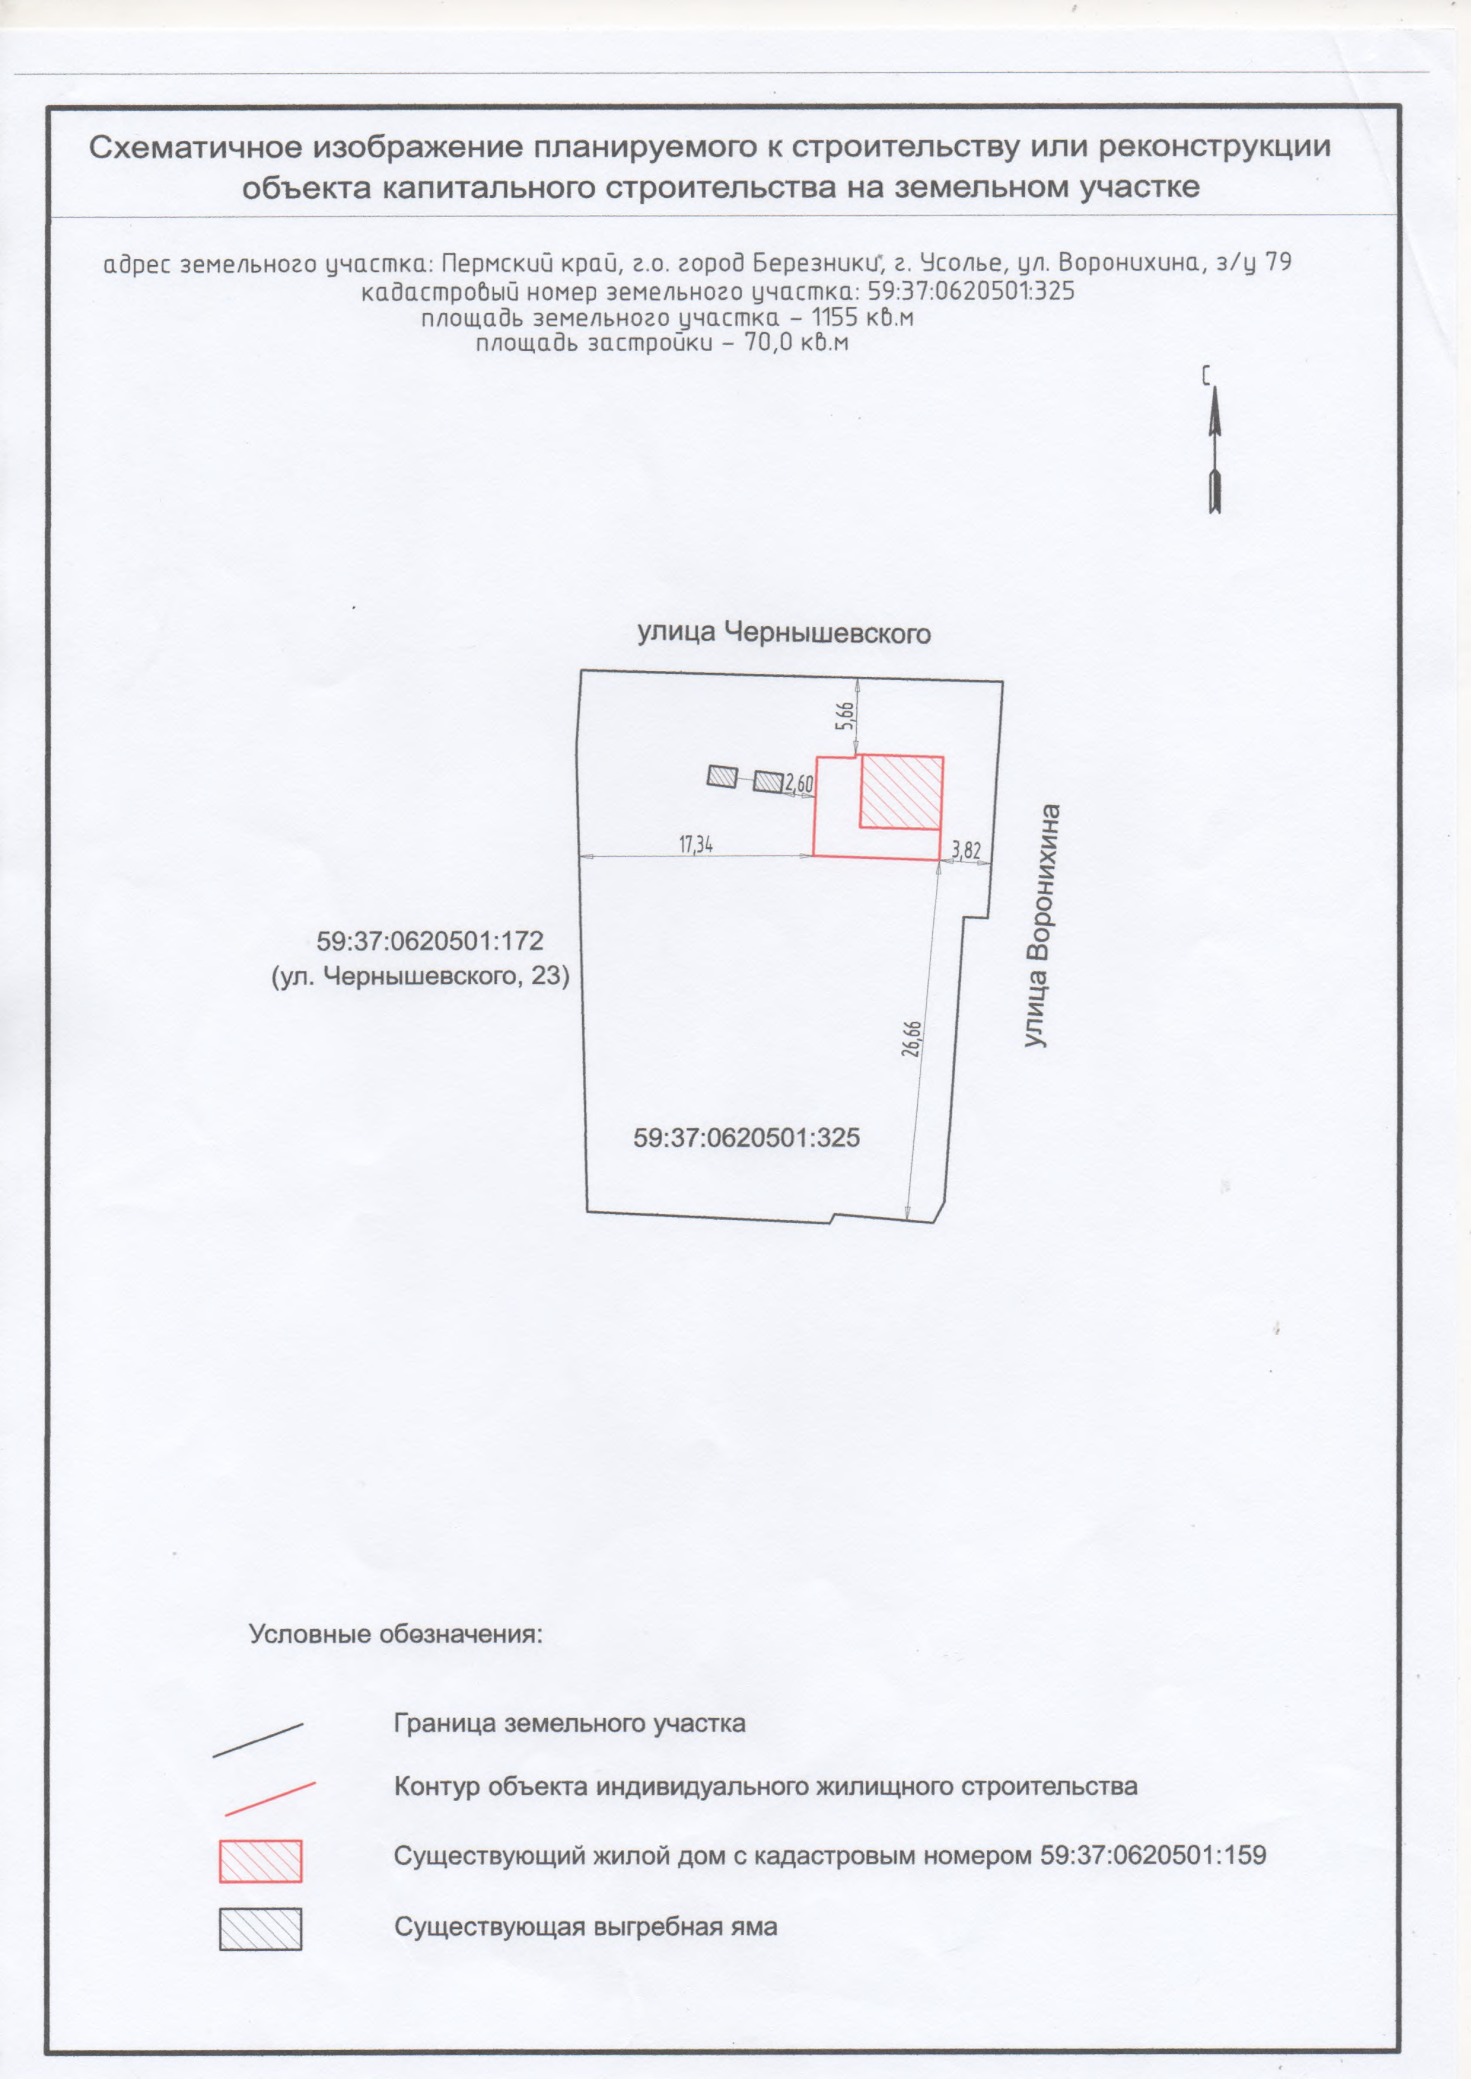 Схематичное изображение планируемого к строительству или реконструкции
объекта капитального строительства на земельном участке
адрес земельного участка: Пермский край, г.о. город Березники, г. Усолье, ул. Воронихина, з/у 79
кадастровый номер земельного участка: 59:37:0620501:325
площадь земельного участка – 1155 кв.м
площадь застройки – 70,0 кв.м
С
улица Чернышевского
5,66
2,60
17,34
3,82
улица Воронихина
59:37:0620501:172
(ул. Чернышевского, 23)
26,66
59:37:0620501:325
Условные обозначения:
Граница земельного участка
Контур объекта индивидуального жилищного строительства
Существующий жилой дом с кадастровым номером 59:37:0620501:159
Существующая выгребная яма